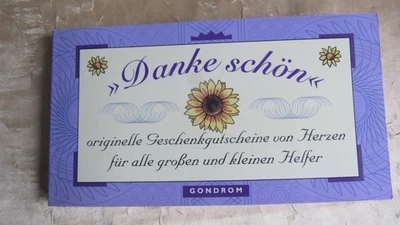 »Danke schön«
originelle Geschenkgutscheine von Herzen
für alle großen und kleinen Helfer
GONDROM